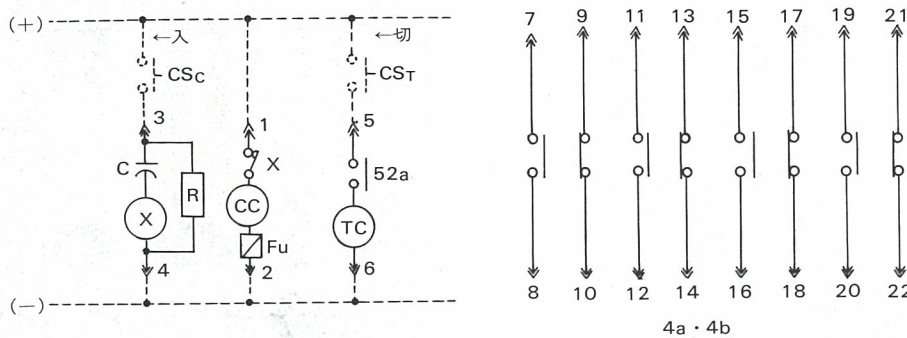 (+)
←入
←切
CSC
CST
3
1
5
C
R
X
X
CC
52a
TC
Fu
4
2
6
(−)
7 9 11 13 15 17 19 21
8 10 12 14 16 18 20 22
4a・4b